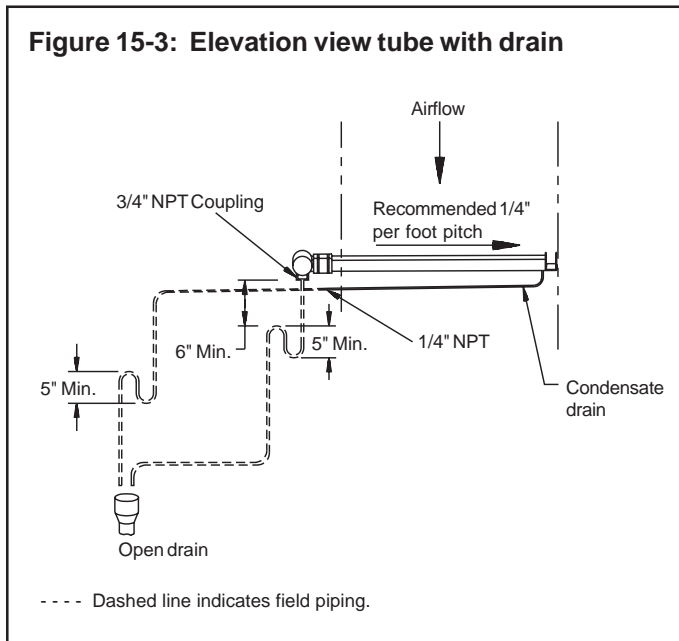 Figure 15-3: Elevation view tube with drain
Airflow
3/4" NPT Coupling
Recommended 1/4"
per foot pitch
6" Min.
5" Min.
1/4" NPT
5" Min.
Condensate
drain
Open drain
---- Dashed line indicates field piping.